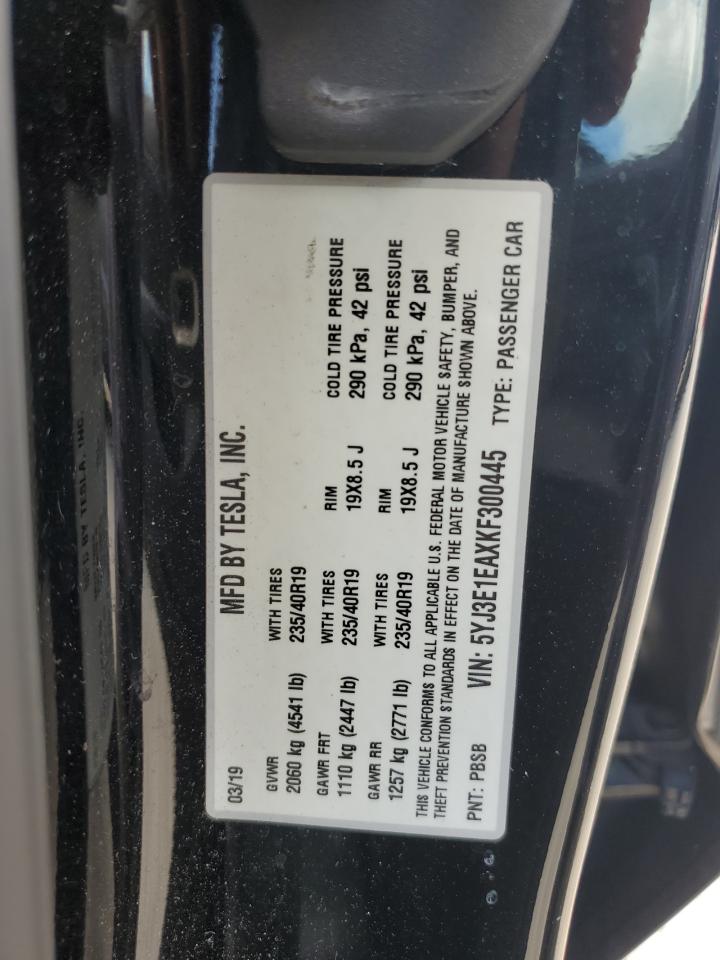 03/19 MFD BY TESLA, INC.
GVWR WITH TIRES
2060 kg (4541 lb) 235/40R19
GAWR FRT WITH TIRES RIM COLD TIRE PRESSURE
1110 kg (2447 lb) 235/40R19 19X8.5 J 290 kPa, 42 psi
GAWR RR WITH TIRES RIM COLD TIRE PRESSURE
1257 kg (2771 lb) 235/40R19 19X8.5 J 290 kPa, 42 psi
THIS VEHICLE CONFORMS TO ALL APPLICABLE U.S. FEDERAL MOTOR VEHICLE SAFETY, BUMPER, AND
THEFT PREVENTION STANDARDS IN EFFECT ON THE DATE OF MANUFACTURE SHOWN ABOVE.
PNT: PBSB VIN: 5YJ3E1EAXKF300445 TYPE: PASSENGER CAR